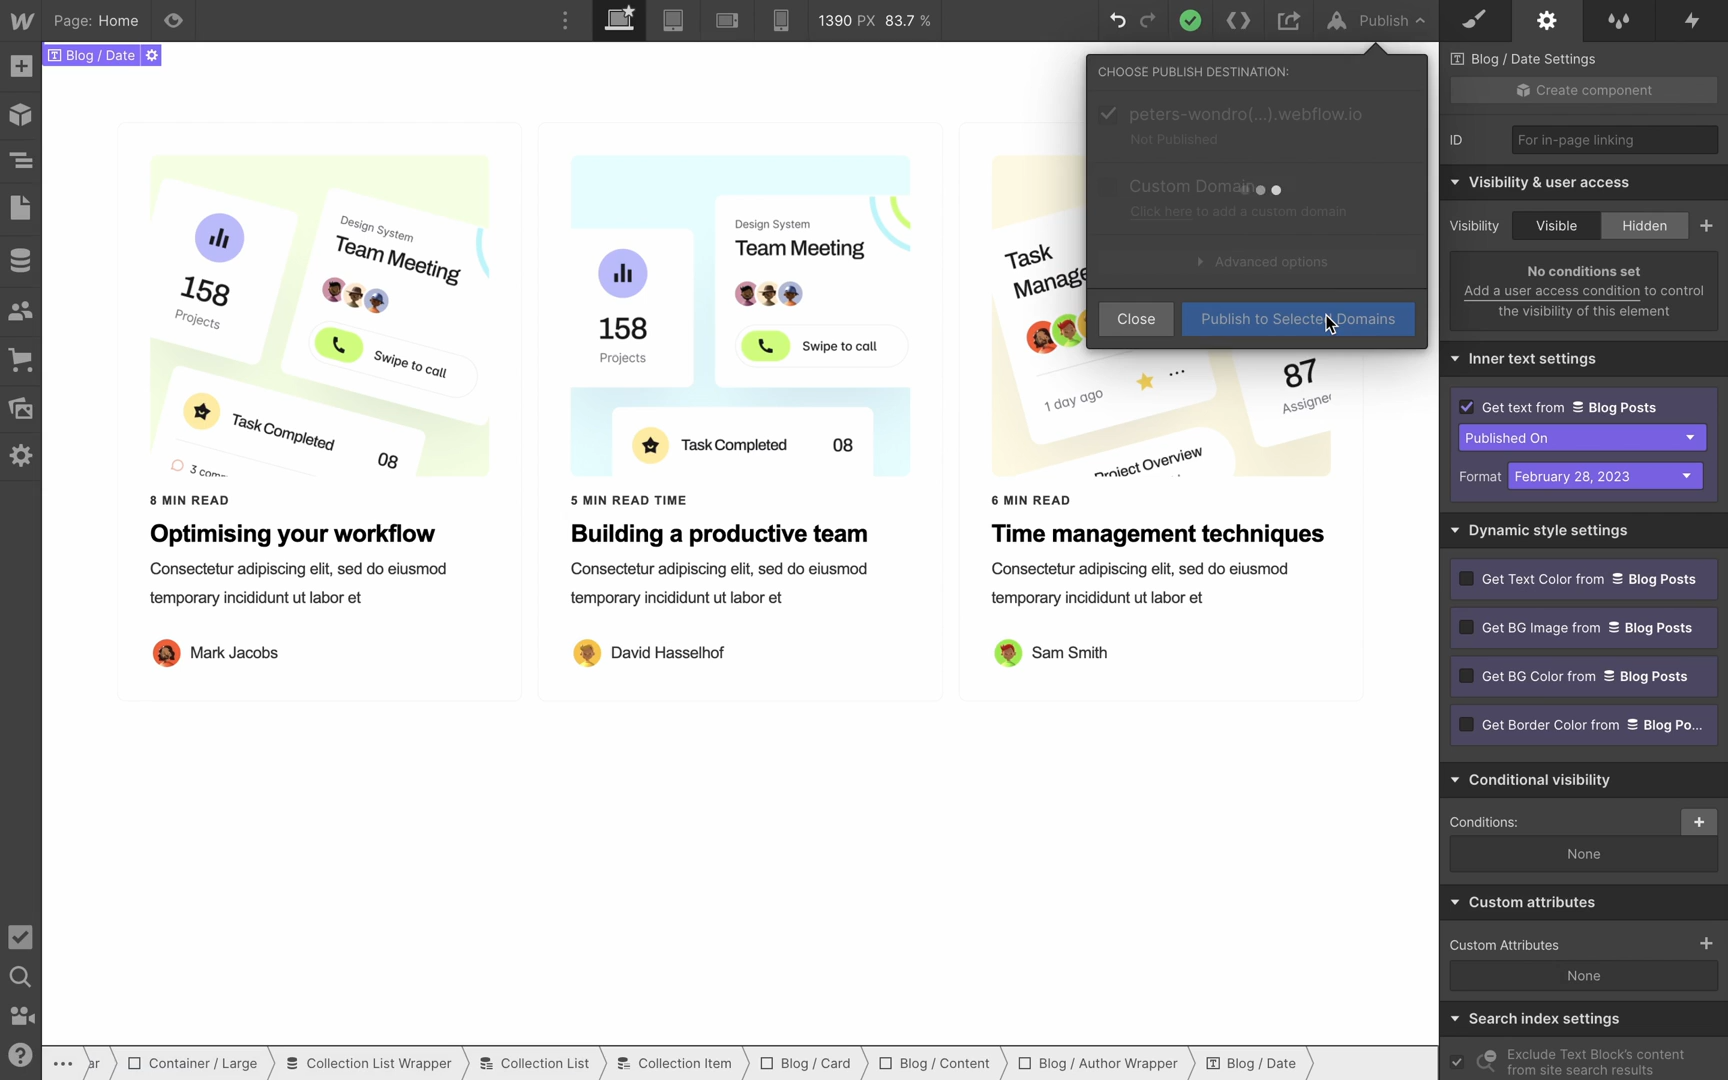 Page: Home
1390 PX 83.7 %
Publish
Blog / Date
CHOOSE PUBLISH DESTINATION:
peters-wondro(...).webflow.io
Not Published
Custom Domain
Click here to add a custom domain
Advanced options
Close
Publish to Selected Domains
158
Projects
Design System
Team Meeting
Swipe to call
Task Completed
08
158
Projects
Design System
Team Meeting
Swipe to call
Task Completed
08
Task
1 day ago
87
Project Overview
8 MIN READ
Optimising your workflow
Consectetur adipiscing elit, sed do eiusmod
temporary incididunt ut labor et
Mark Jacobs
5 MIN READ TIME
Building a productive team
Consectetur adipiscing elit, sed do eiusmod
temporary incididunt ut labor et
David Hasselhof
6 MIN READ
Time management techniques
Consectetur adipiscing elit, sed do eiusmod
temporary incididunt ut labor et
Sam Smith
Blog / Date Settings
Create component
ID
For in-page linking
Visibility & user access
Visibility
Visible
Hidden
No conditions set
Add a user access condition to control
the visibility of this element
Inner text settings
Get text from Blog Posts
Published On
Format
February 28, 2023
Dynamic style settings
Get Text Color from Blog Posts
Get BG Image from Blog Posts
Get BG Color from Blog Posts
Get Border Color from Blog Po...
Conditional visibility
Conditions:
None
Custom attributes
Custom Attributes
None
Search index settings
Exclude Text Block's content
from site search results
ar
Container / Large
Collection List Wrapper
Collection List
Collection Item
Blog / Card
Blog / Content
Blog / Author Wrapper
Blog / Date